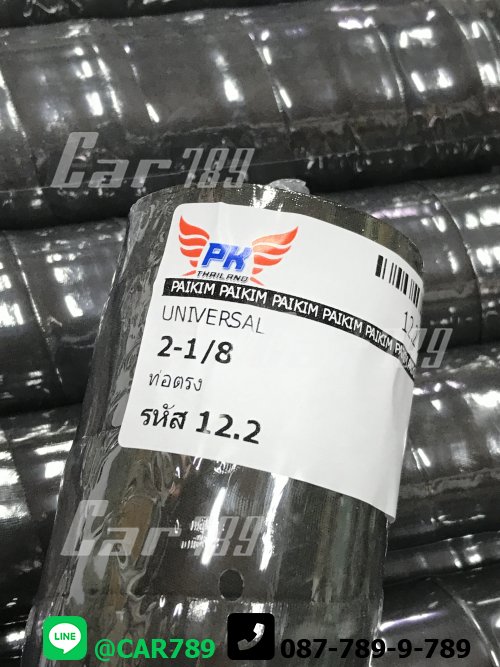 Car789
PK
THAILAND
PAIKIM PAIKIM PAIKIM PAIKIM PAIKIM
UNIVERSAL
2-1/8
ท่อตรง
รหัส 12.2
Car789
LINE
@CAR789
087-789-9-789